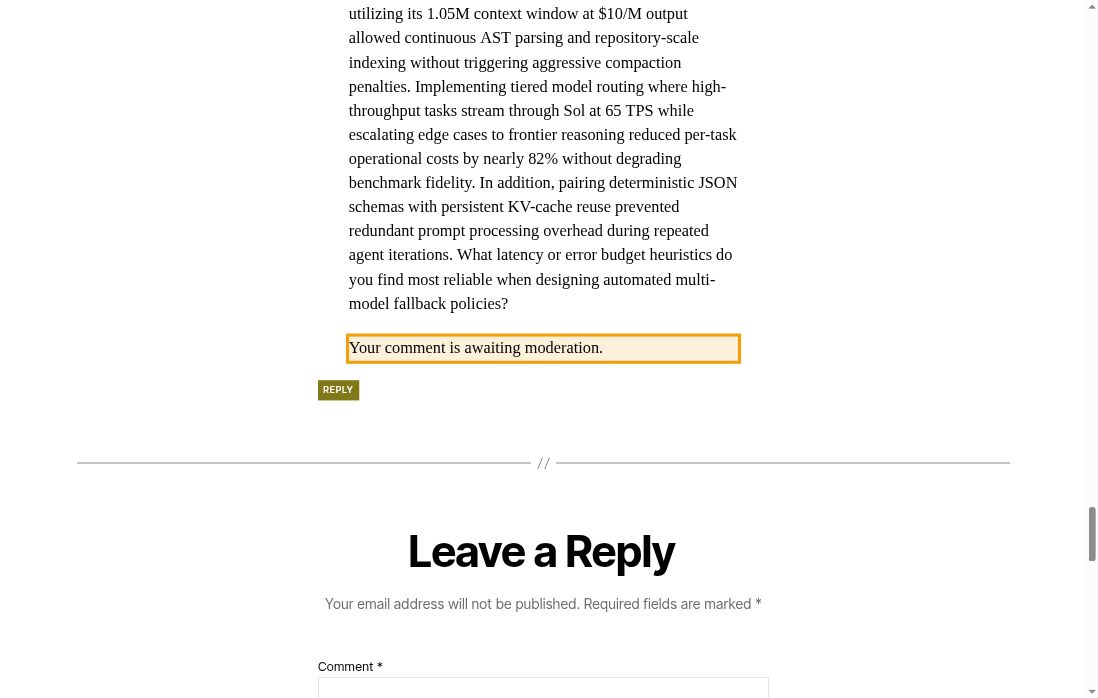 utilizing its 1.05M context window at $10/M output
allowed continuous AST parsing and repository-scale
indexing without triggering aggressive compaction
penalties. Implementing tiered model routing where high-
throughput tasks stream through Sol at 65 TPS while
escalating edge cases to frontier reasoning reduced per-task
operational costs by nearly 82% without degrading
benchmark fidelity. In addition, pairing deterministic JSON
schemas with persistent KV-cache reuse prevented
redundant prompt processing overhead during repeated
agent iterations. What latency or error budget heuristics do
you find most reliable when designing automated multi-
model fallback policies?
Your comment is awaiting moderation.
REPLY
//
Leave a Reply
Your email address will not be published. Required fields are marked *
Comment *